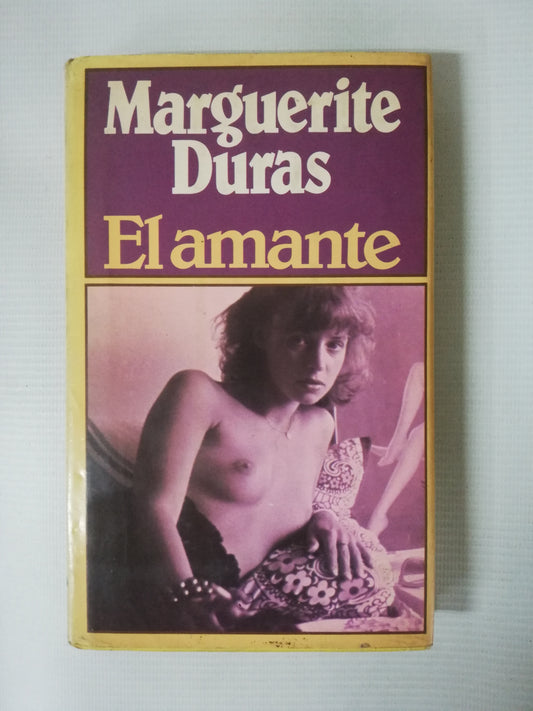 Marguerite
Duras
El amante